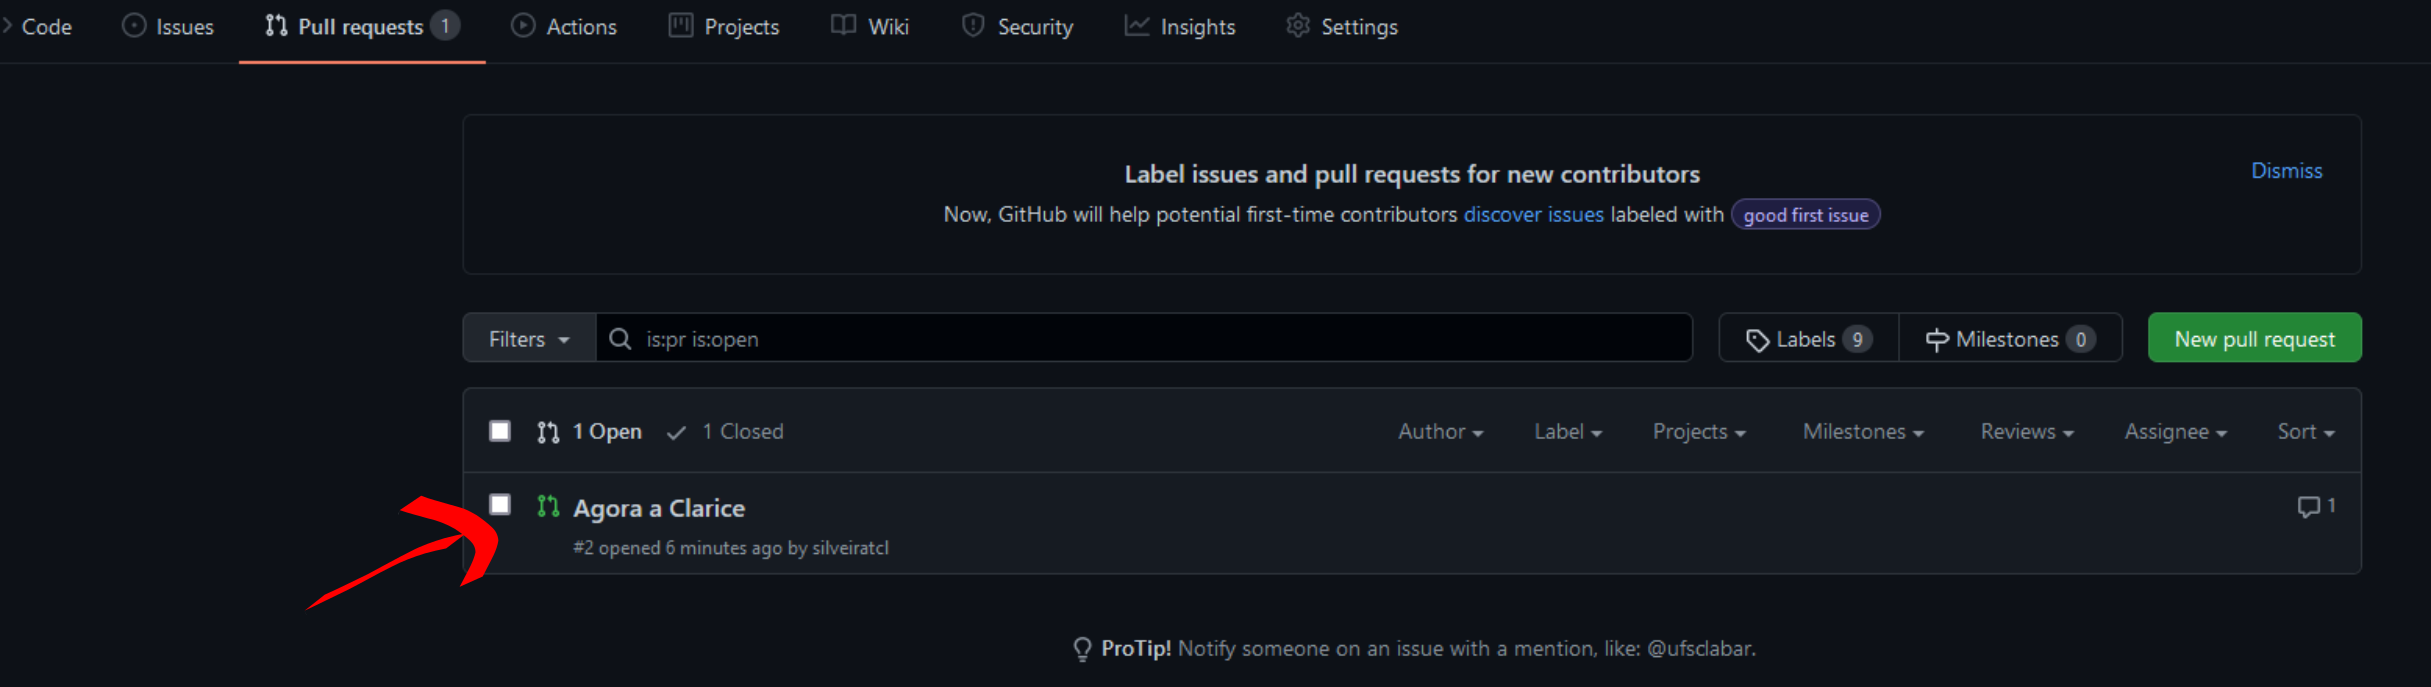 Code Issues Pull requests 1 Actions Projects Wiki Security Insights Settings
Label issues and pull requests for new contributors
Dismiss
Now, GitHub will help potential first-time contributors discover issues labeled with good first issue
Filters is:pr is:open Labels 9 Milestones 0 New pull request
1 Open 1 Closed Author Label Projects Milestones Reviews Assignee Sort
Agora a Clarice 1
#2 opened 6 minutes ago by silveiratcl
ProTip! Notify someone on an issue with a mention, like: @ufsclabar.